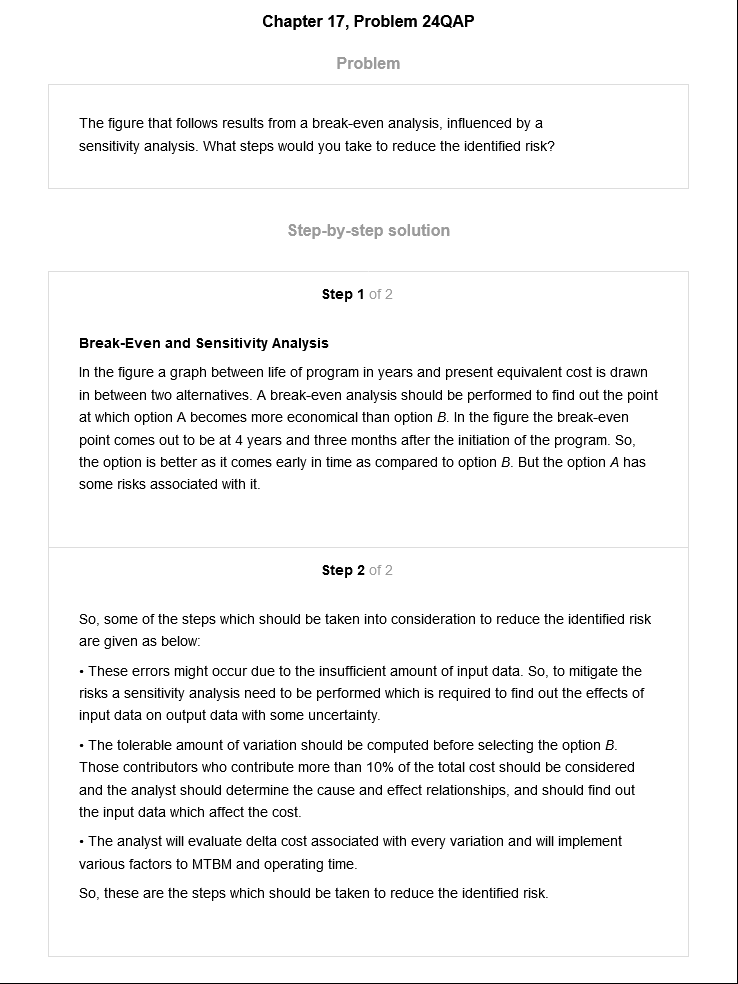 Chapter 17, Problem 24QAP
Problem
The figure that follows results from a break-even analysis, influenced by a
sensitivity analysis. What steps would you take to reduce the identified risk?
Step-by-step solution
Step 1 of 2
Break-Even and Sensitivity Analysis
In the figure a graph between life of program in years and present equivalent cost is drawn
in between two alternatives. A break-even analysis should be performed to find out the point
at which option A becomes more economical than option B. In the figure the break-even
point comes out to be at 4 years and three months after the initiation of the program. So,
the option is better as it comes early in time as compared to option B. But the option A has
some risks associated with it.
Step 2 of 2
So, some of the steps which should be taken into consideration to reduce the identified risk
are given as below:
• These errors might occur due to the insufficient amount of input data. So, to mitigate the
risks a sensitivity analysis need to be performed which is required to find out the effects of
input data on output data with some uncertainty.
• The tolerable amount of variation should be computed before selecting the option B.
Those contributors who contribute more than 10% of the total cost should be considered
and the analyst should determine the cause and effect relationships, and should find out
the input data which affect the cost.
• The analyst will evaluate delta cost associated with every variation and will implement
various factors to MTBM and operating time.
So, these are the steps which should be taken to reduce the identified risk.